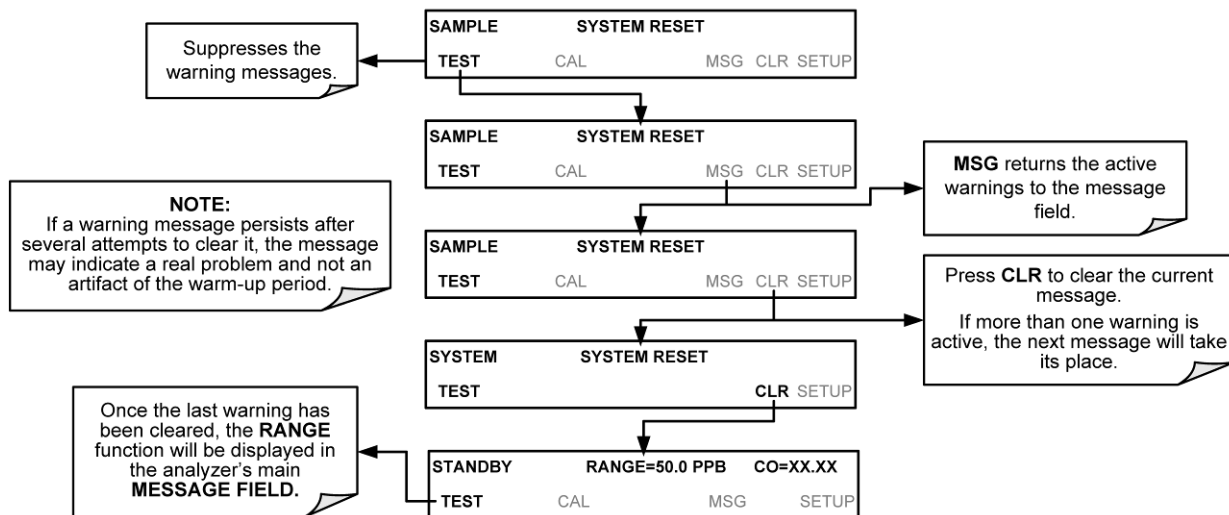 Suppresses the
warning messages.
SAMPLE SYSTEM RESET
TEST CAL MSG CLR SETUP
SAMPLE SYSTEM RESET
TEST CAL MSG CLR SETUP
MSG returns the active
warnings to the message
field.
NOTE:
If a warning message persists after
several attempts to clear it, the message
may indicate a real problem and not an
artifact of the warm-up period.
SAMPLE SYSTEM RESET
TEST CAL MSG CLR SETUP
Press CLR to clear the current
message.
If more than one warning is
active, the next message will take
its place.
SYSTEM SYSTEM RESET
TEST CLR SETUP
Once the last warning has
been cleared, the RANGE
function will be displayed in
the analyzer's main
MESSAGE FIELD.
STANDBY RANGE=50.0 PPB CO=XX.XX
TEST CAL MSG SETUP